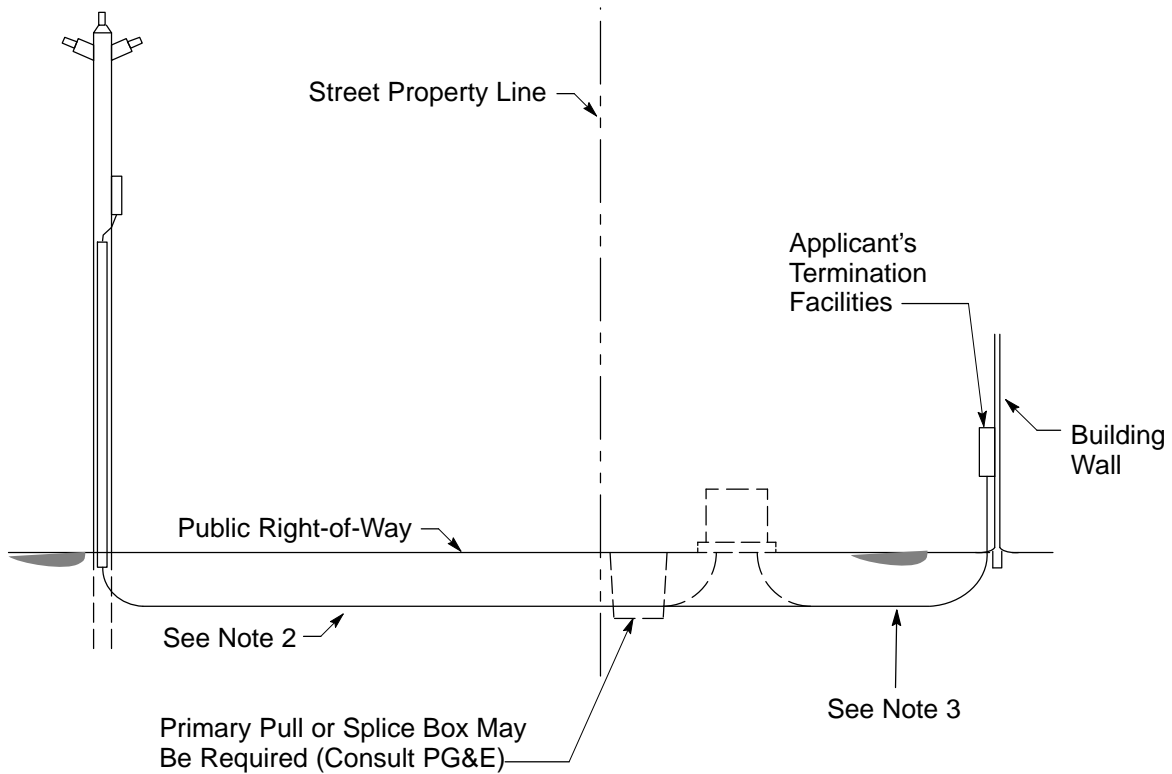 Street Property Line
Applicant's
Termination
Facilities
Building
Wall
Public Right-of-Way
See Note 2
See Note 3
Primary Pull or Splice Box May
Be Required (Consult PG&E)